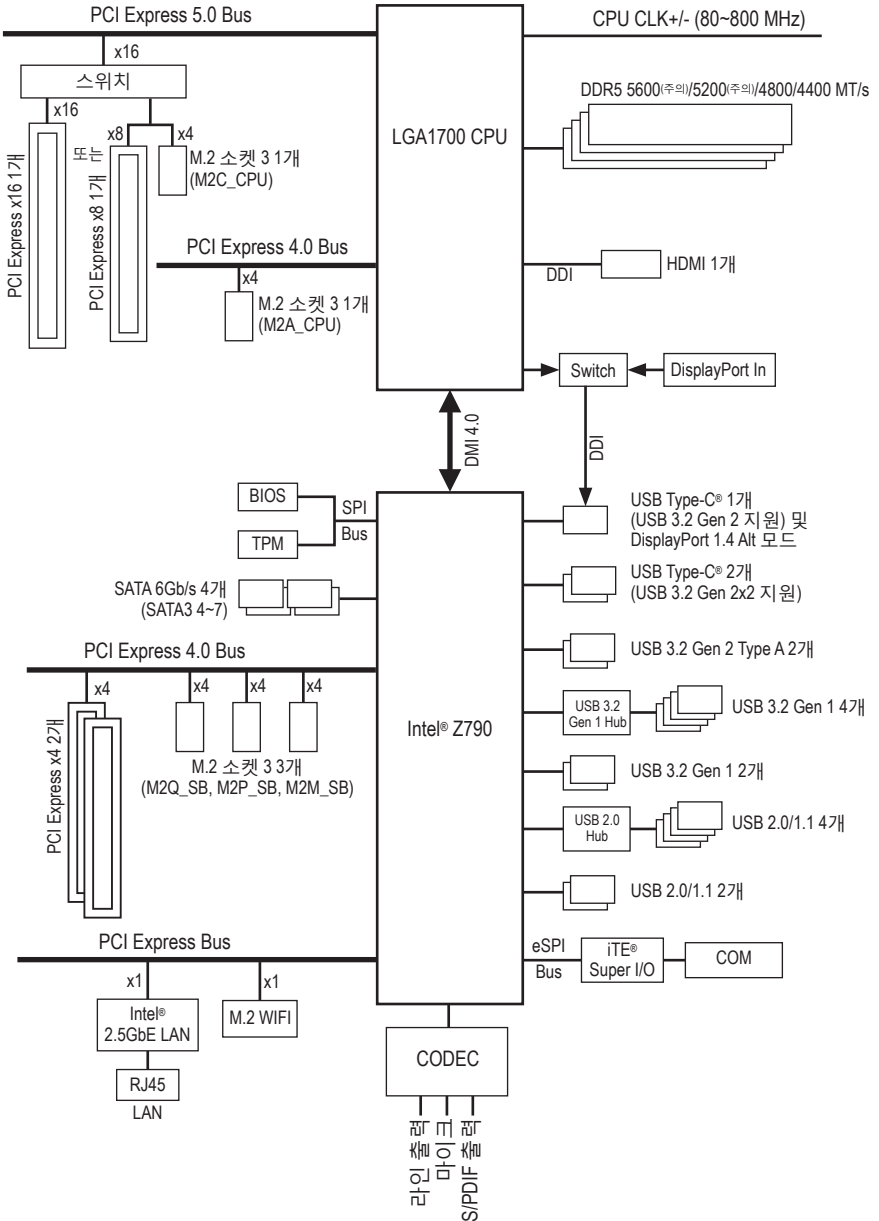 PCI Express 5.0 Bus
CPU CLK+/- (80~800 MHz)
x16
스위치
x16
x8
x4
또는
PCI Express x16 1개
PCI Express x8 1개
M.2 소켓 3 1개
(M2C_CPU)
LGA1700 CPU
DDR5 5600(주의)/5200(주의)/4800/4400 MT/s
PCI Express 4.0 Bus
x4
M.2 소켓 3 1개
(M2A_CPU)
DDI
HDMI 1개
Switch
DisplayPort In
DMI 4.0
DDI
BIOS
TPM
SPI
Bus
USB Type-C® 1개
(USB 3.2 Gen 2 지원) 및
DisplayPort 1.4 Alt 모드
SATA 6Gb/s 4개
(SATA3 4~7)
USB Type-C® 2개
(USB 3.2 Gen 2x2 지원)
PCI Express 4.0 Bus
USB 3.2 Gen 2 Type A 2개
x4
x4
x4
x4
PCI Express x4 2개
M.2 소켓 3 3개
(M2Q_SB, M2P_SB, M2M_SB)
Intel® Z790
USB 3.2
Gen 1 Hub
USB 3.2 Gen 1 4개
USB 3.2 Gen 1 2개
USB 2.0
Hub
USB 2.0/1.1 4개
USB 2.0/1.1 2개
PCI Express Bus
eSPI
Bus
iTE®
Super I/O
COM
x1
x1
Intel®
2.5GbE LAN
M.2 WIFI
RJ45
LAN
CODEC
라인 출력
마이크
S/PDIF 출력